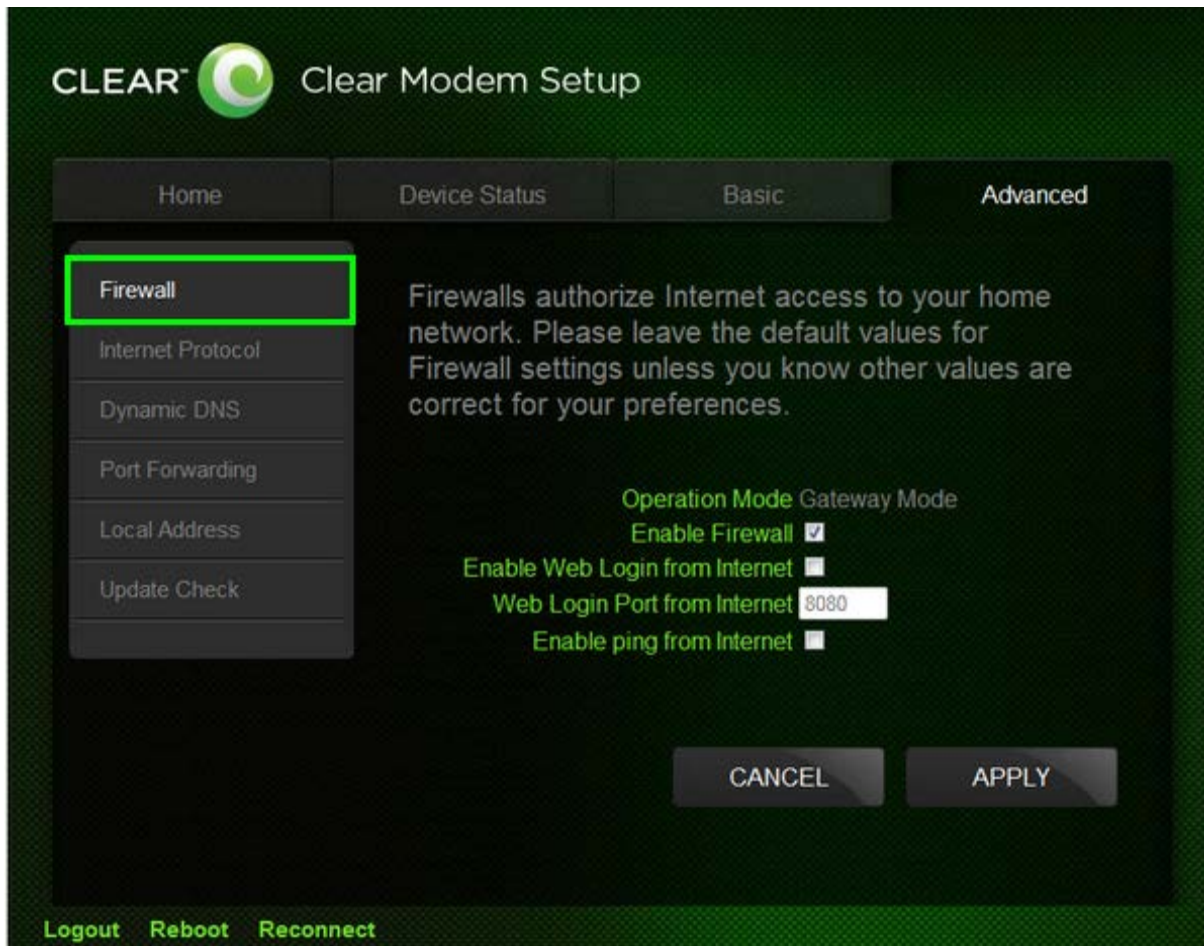 CLEAR™ Clear Modem Setup
Home Device Status Basic Advanced
Firewall
Internet Protocol
Dynamic DNS
Port Forwarding
Local Address
Update Check
Firewalls authorize Internet access to your home
network. Please leave the default values for
Firewall settings unless you know other values are
correct for your preferences.
Operation Mode Gateway Mode
Enable Firewall
Enable Web Login from Internet
Web Login Port from Internet 8080
Enable ping from Internet
CANCEL APPLY
Logout Reboot Reconnect